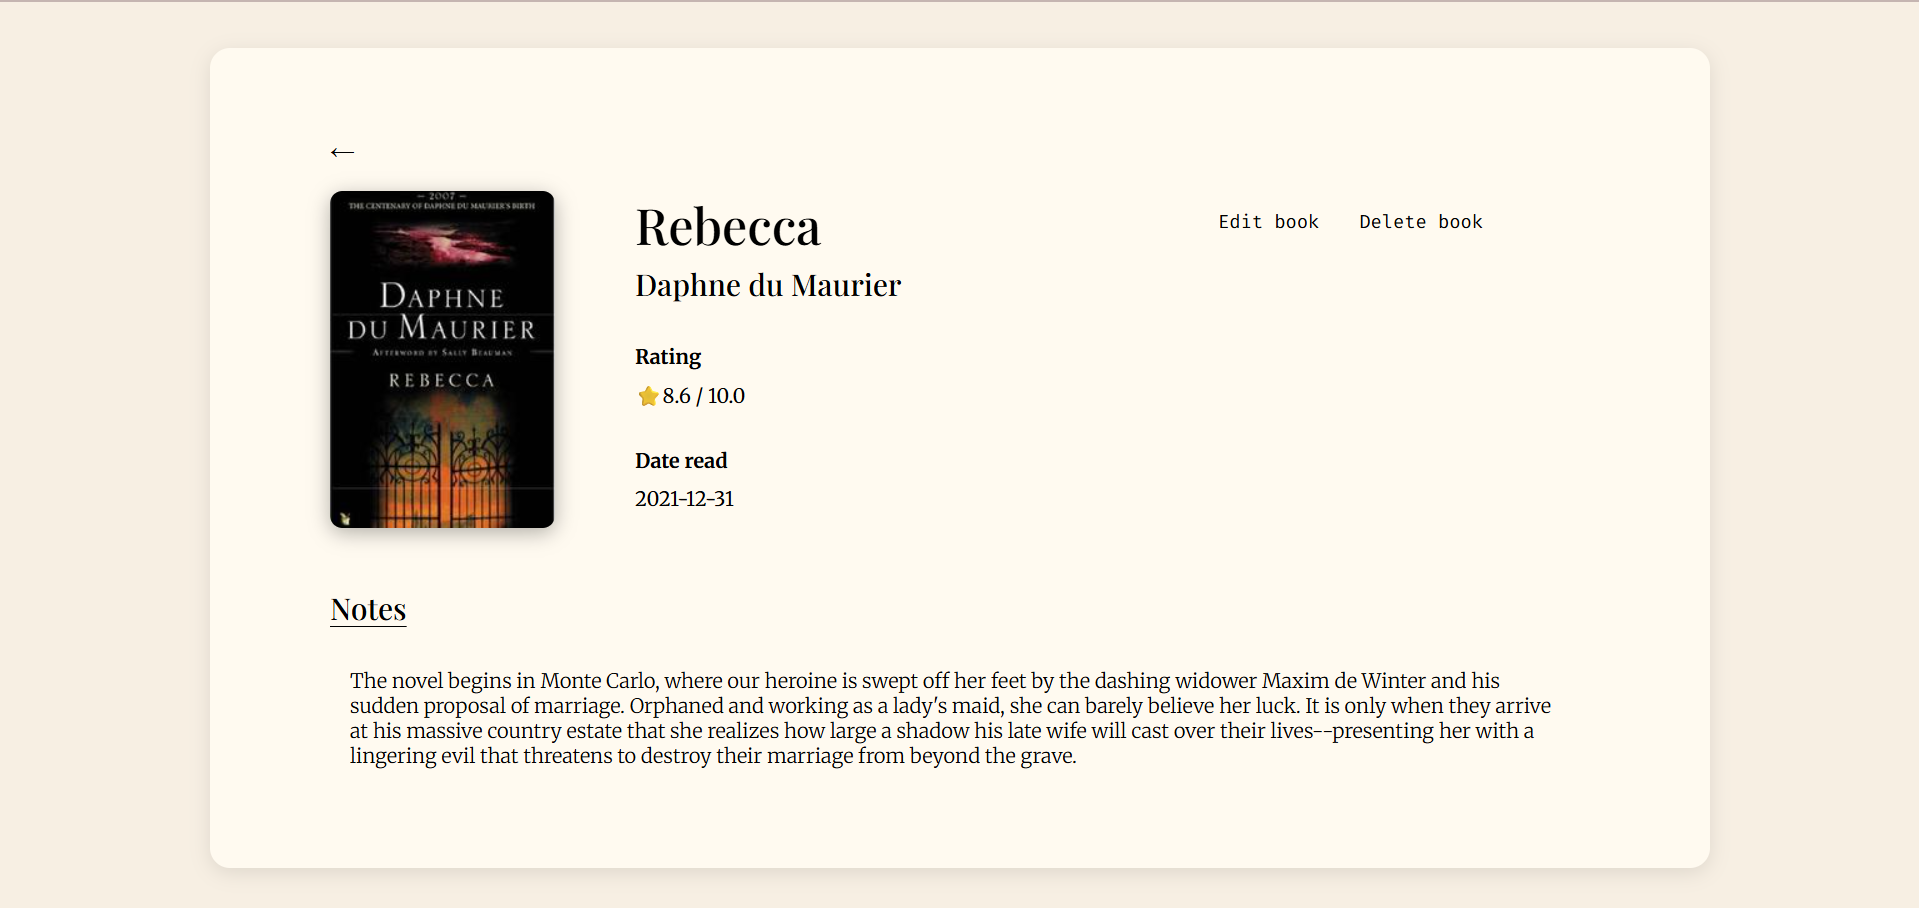 ←
– 2007 –
THE CENTENARY OF DAPHNE DU MAURIER'S BIRTH
DAPHNE
DU MAURIER
AFTERWORD BY SALLY BEAUMAN
REBECCA
Rebecca
Edit book Delete book
Daphne du Maurier
Rating
⭐8.6 / 10.0
Date read
2021-12-31
Notes
The novel begins in Monte Carlo, where our heroine is swept off her feet by the dashing widower Maxim de Winter and his
sudden proposal of marriage. Orphaned and working as a lady's maid, she can barely believe her luck. It is only when they arrive
at his massive country estate that she realizes how large a shadow his late wife will cast over their lives--presenting her with a
lingering evil that threatens to destroy their marriage from beyond the grave.